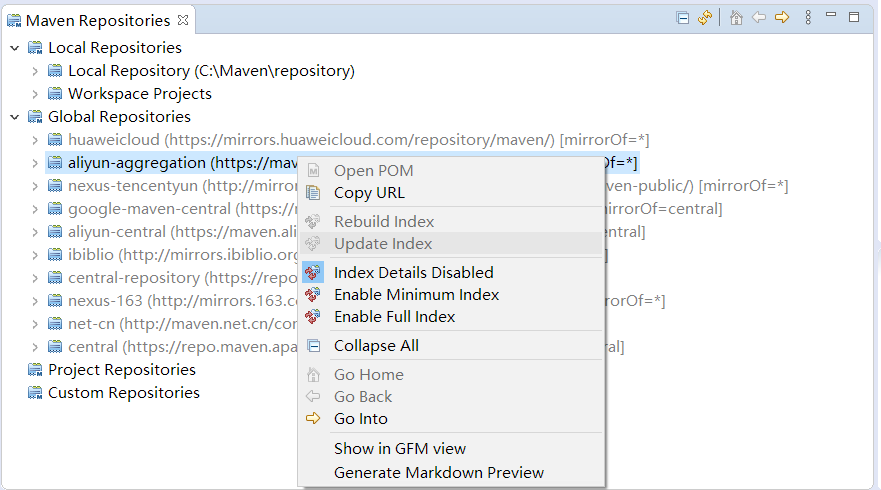 Maven Repositories
Local Repositories
Local Repository (C:\Maven\repository)
Workspace Projects
Global Repositories
huaweicloud (https://mirrors.huaweicloud.com/repository/maven/) [mirrorOf=*]
aliyun-aggregation (https://mav Of=*]
Open POM
nexus-tencentyun (http://mirror ven-public/) [mirrorOf=*]
Copy URL
google-maven-central (https://m irrorOf=central]
Rebuild Index
aliyun-central (https://maven.ali entral]
Update Index
ibiblio (http://mirrors.ibiblio.org ]
central-repository (https://repo
Index Details Disabled
nexus-163 (http://mirrors.163.co rorOf=*]
Enable Minimum Index
net-cn (http://maven.net.cn/con
Enable Full Index
central (https://repo.maven.apa ral]
Collapse All
Project Repositories
Go Home
Custom Repositories
Go Back
Go Into
Show in GFM view
Generate Markdown Preview